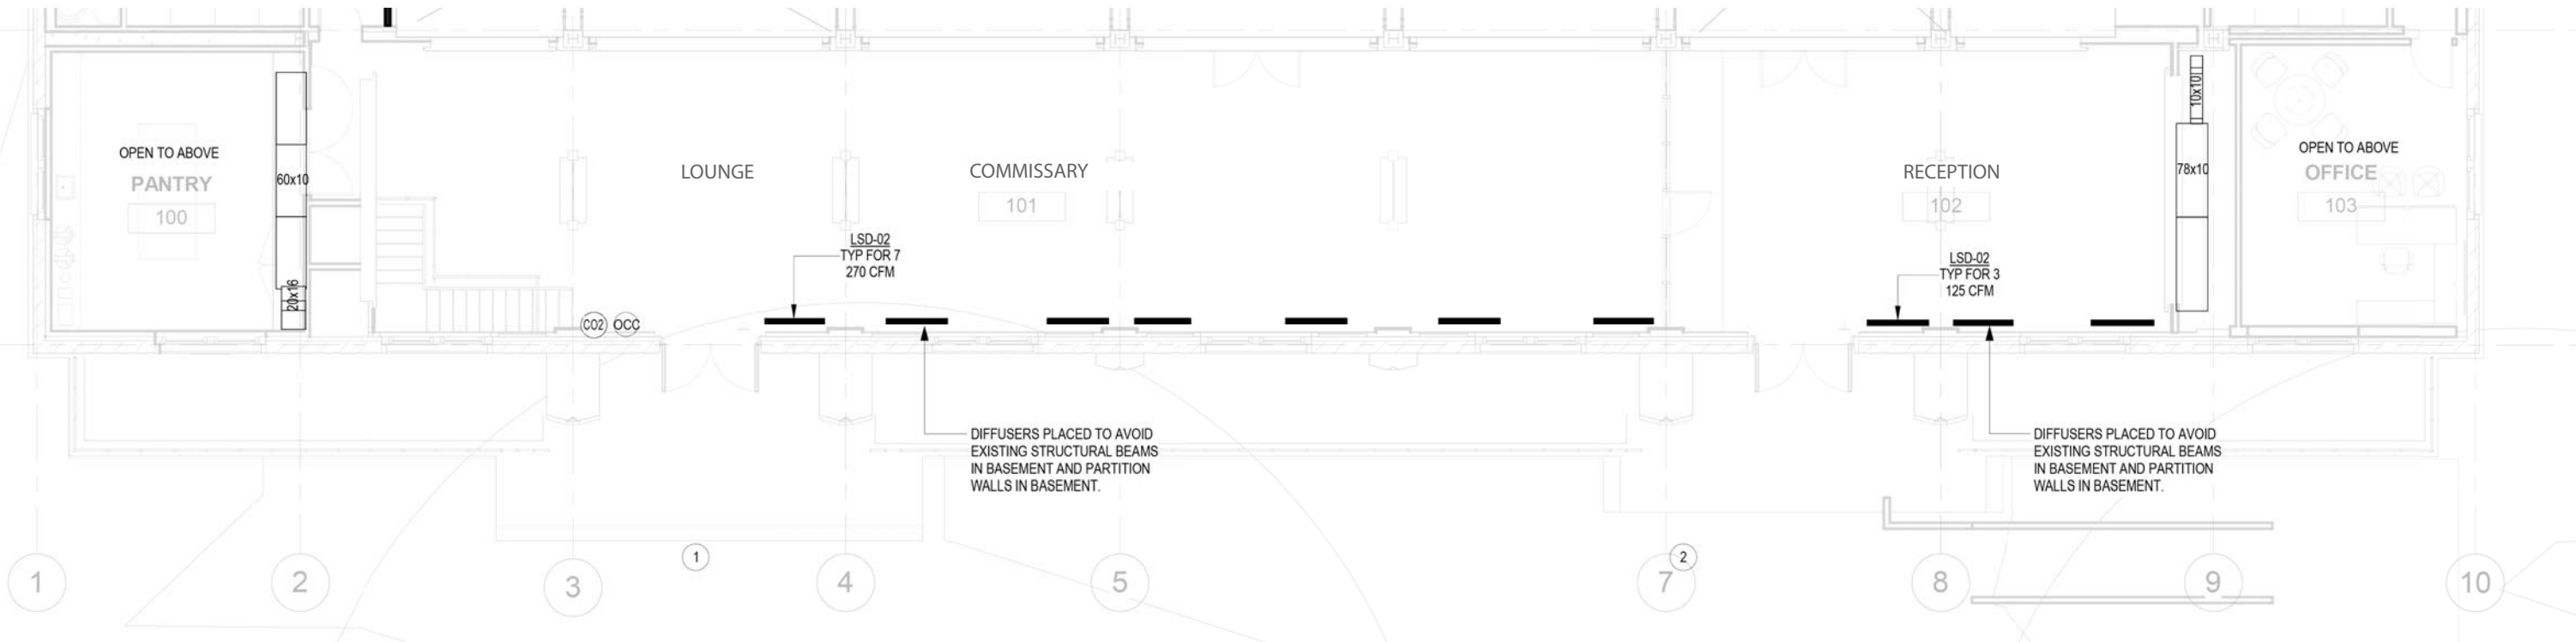 OPEN TO ABOVE
PANTRY
100
60x10
20x16
LOUNGE
COMMISSARY
101
LSD-02
TYP FOR 7
270 CFM
CO2
OCC
RECEPTION
102
LSD-02
TYP FOR 3
125 CFM
10x10
78x10
OPEN TO ABOVE
OFFICE
103
DIFFUSERS PLACED TO AVOID
EXISTING STRUCTURAL BEAMS
IN BASEMENT AND PARTITION
WALLS IN BASEMENT.
DIFFUSERS PLACED TO AVOID
EXISTING STRUCTURAL BEAMS
IN BASEMENT AND PARTITION
WALLS IN BASEMENT.
1
2
1
2
3
4
5
7
8
9
10